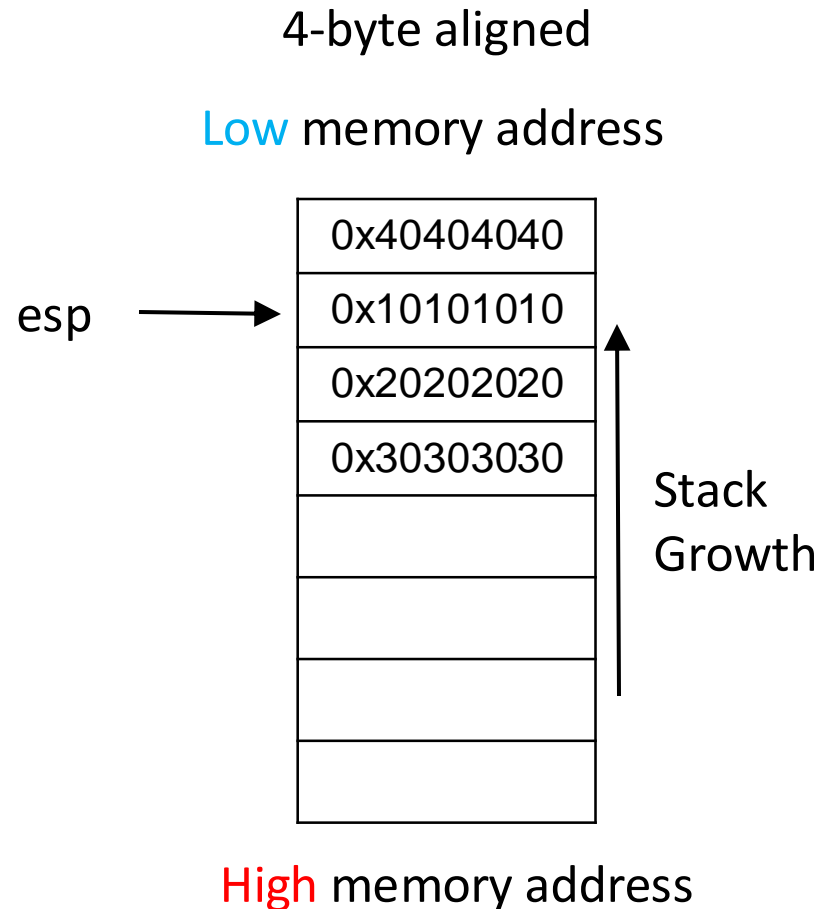 4-byte aligned
Low memory address
0x40404040
esp
0x10101010
0x20202020
0x30303030
Stack
Growth
High memory address